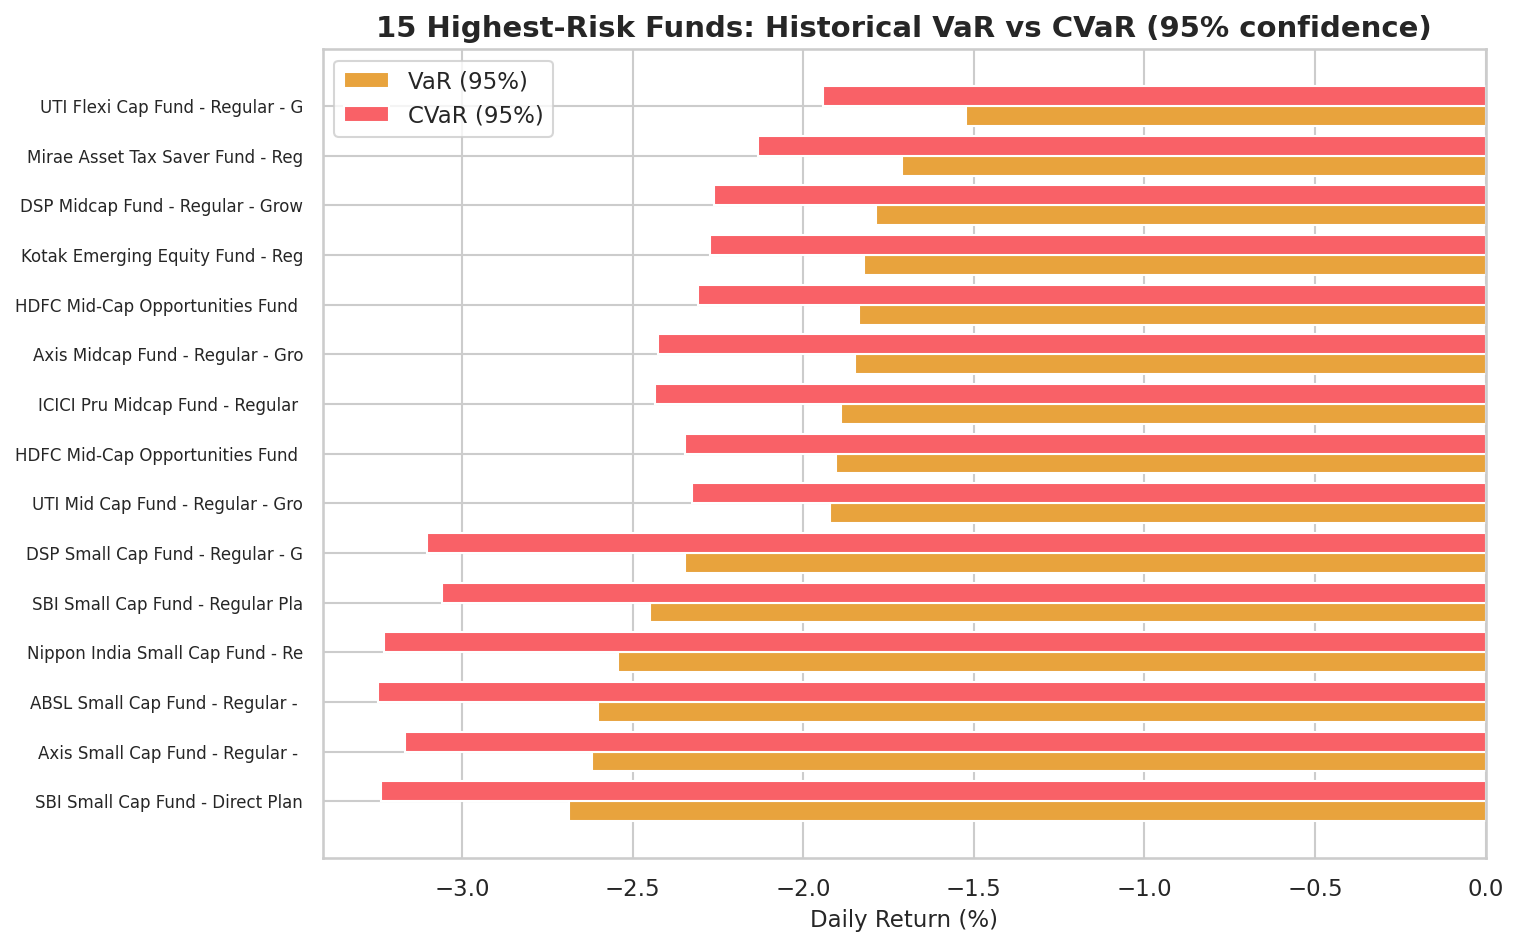 15 Highest-Risk Funds: Historical VaR vs CVaR (95% confidence)
VaR (95%)
CVaR (95%)
UTI Flexi Cap Fund - Regular - G
Mirae Asset Tax Saver Fund - Reg
DSP Midcap Fund - Regular - Grow
Kotak Emerging Equity Fund - Reg
HDFC Mid-Cap Opportunities Fund
Axis Midcap Fund - Regular - Gro
ICICI Pru Midcap Fund - Regular
HDFC Mid-Cap Opportunities Fund
UTI Mid Cap Fund - Regular - Gro
DSP Small Cap Fund - Regular - G
SBI Small Cap Fund - Regular Pla
Nippon India Small Cap Fund - Re
ABSL Small Cap Fund - Regular -
Axis Small Cap Fund - Regular -
SBI Small Cap Fund - Direct Plan
−3.0 −2.5 −2.0 −1.5 −1.0 −0.5 0.0
Daily Return (%)